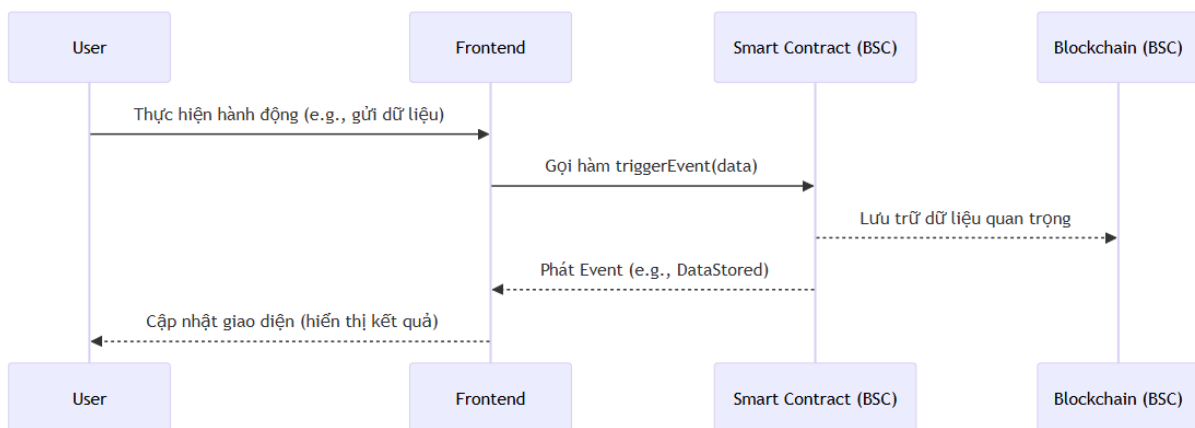 User
Frontend
Smart Contract (BSC)
Blockchain (BSC)
Thực hiện hành động (e.g., gửi dữ liệu)
Gọi hàm triggerEvent(data)
Lưu trữ dữ liệu quan trọng
Phát Event (e.g., DataStored)
Cập nhật giao diện (hiển thị kết quả)
User
Frontend
Smart Contract (BSC)
Blockchain (BSC)